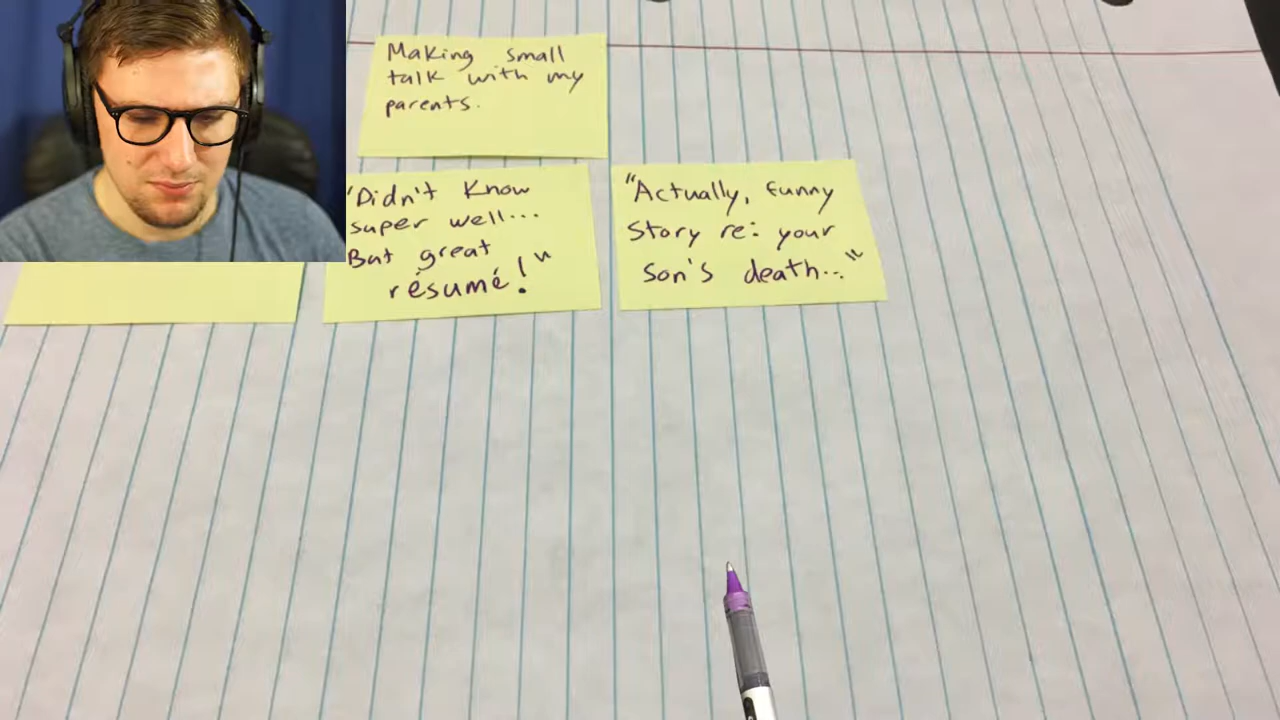 Making small
talk with my
parents.
"Didn't know
super well...
But great
résumé!"
"Actually, funny
story re: your
son's death..."